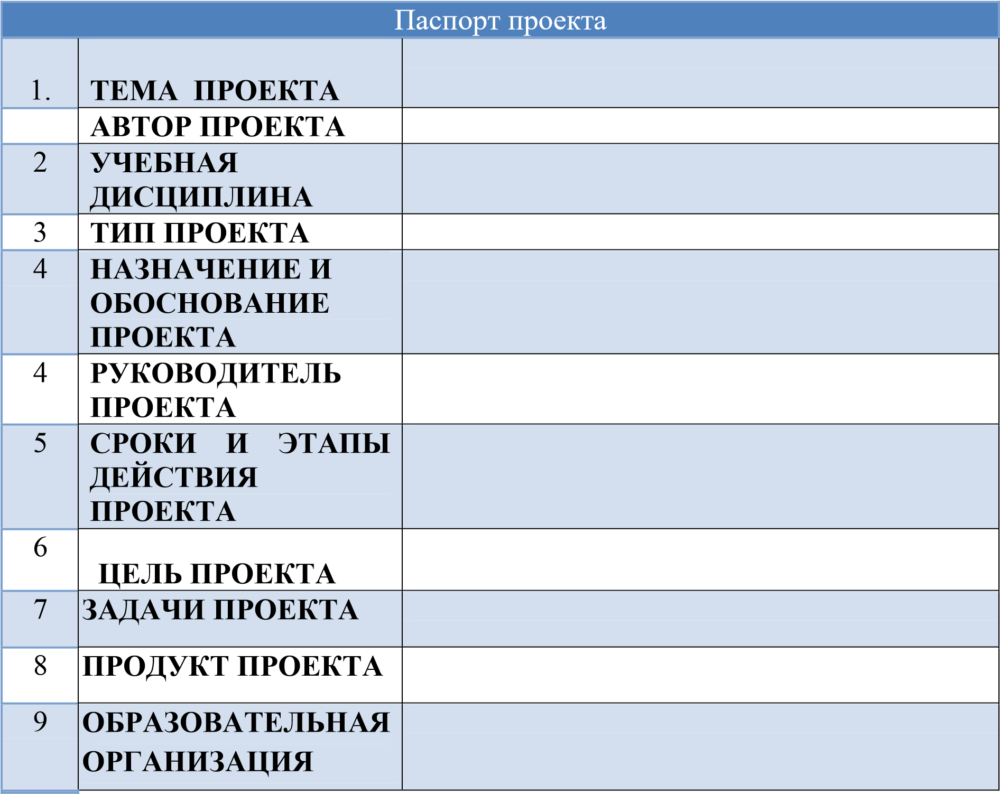 Паспорт проекта
1. ТЕМА ПРОЕКТА
АВТОР ПРОЕКТА
2 УЧЕБНАЯ
ДИСЦИПЛИНА
3 ТИП ПРОЕКТА
4 НАЗНАЧЕНИЕ И
ОБОСНОВАНИЕ
ПРОЕКТА
4 РУКОВОДИТЕЛЬ
ПРОЕКТА
5 СРОКИ И ЭТАПЫ
ДЕЙСТВИЯ
ПРОЕКТА
6
ЦЕЛЬ ПРОЕКТА
7 ЗАДАЧИ ПРОЕКТА
8 ПРОДУКТ ПРОЕКТА
9 ОБРАЗОВАТЕЛЬНАЯ
ОРГАНИЗАЦИЯ